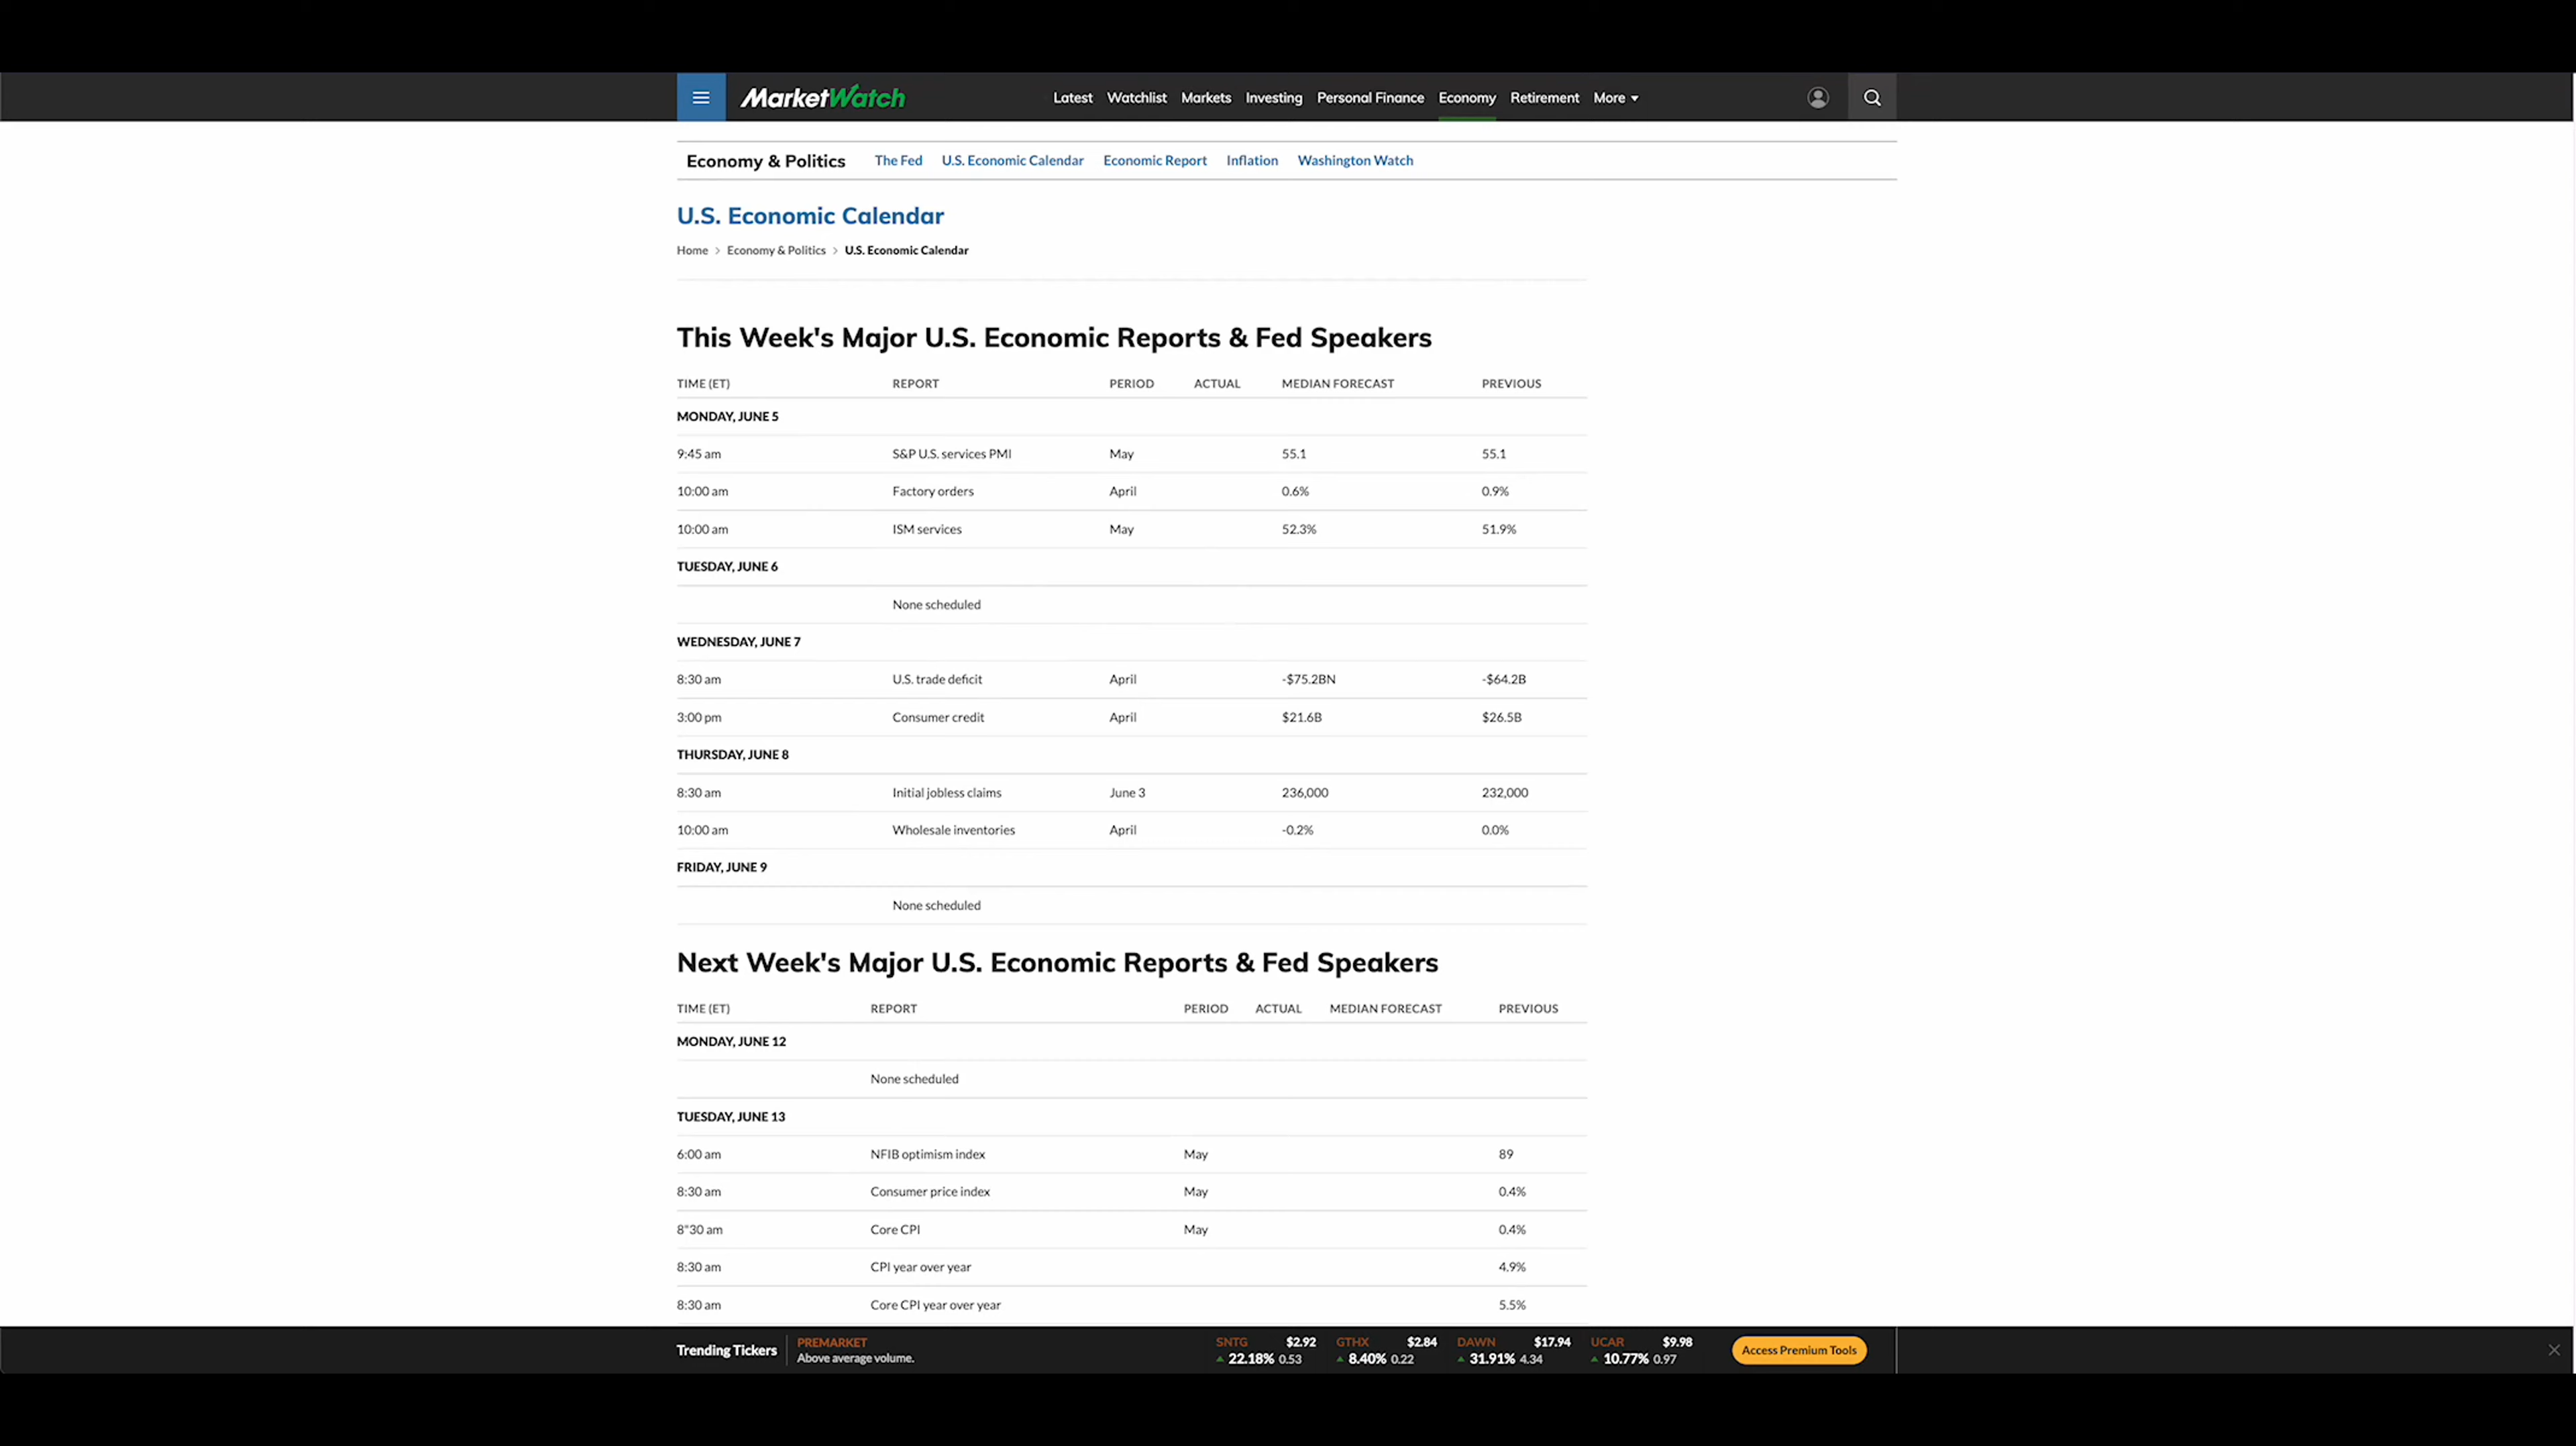 MarketWatch Latest Watchlist Markets Investing Personal Finance Economy Retirement More
Economy & Politics The Fed U.S. Economic Calendar Economic Report Inflation Washington Watch
U.S. Economic Calendar
Home > Economy & Politics > U.S. Economic Calendar
This Week's Major U.S. Economic Reports & Fed Speakers
TIME (ET) REPORT PERIOD ACTUAL MEDIAN FORECAST PREVIOUS
MONDAY, JUNE 5
9:45 am S&P U.S. services PMI May 55.1 55.1
10:00 am Factory orders April 0.6% 0.9%
10:00 am ISM services May 52.3% 51.9%
TUESDAY, JUNE 6
None scheduled
WEDNESDAY, JUNE 7
8:30 am U.S. trade deficit April -$75.2BN -$64.2B
3:00 pm Consumer credit April $21.6B $26.5B
THURSDAY, JUNE 8
8:30 am Initial jobless claims June 3 236,000 232,000
10:00 am Wholesale inventories April -0.2% 0.0%
FRIDAY, JUNE 9
None scheduled
Next Week's Major U.S. Economic Reports & Fed Speakers
TIME (ET) REPORT PERIOD ACTUAL MEDIAN FORECAST PREVIOUS
MONDAY, JUNE 12
None scheduled
TUESDAY, JUNE 13
6:00 am NFIB optimism index May 89
8:30 am Consumer price index May 0.4%
8"30 am Core CPI May 0.4%
8:30 am CPI year over year 4.9%
8:30 am Core CPI year over year 5.5%
Trending Tickers PREMARKET SNTG $2.92 GTHX $2.84 DAWN $17.94 UCAR $9.98 Access Premium Tools
Above average volume. 22.18% 0.53 8.40% 0.22 31.91% 4.34 10.77% 0.97